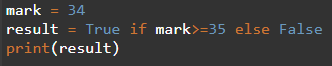 mark = 34
result = True if mark>=35 else False
print(result)